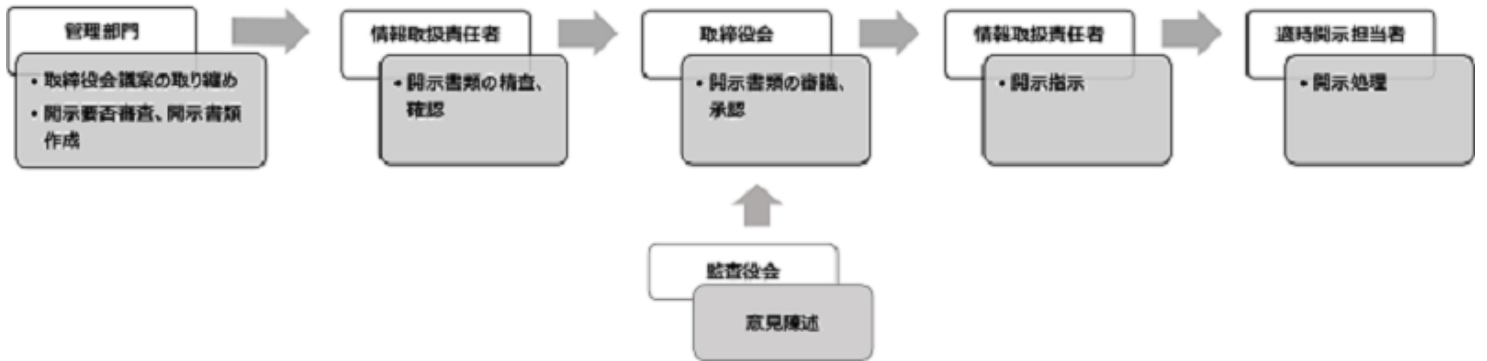 管理部門
・取締役会議案の取り纏め
・開示要否審査、開示書類
作成
情報取扱責任者
・開示書類の精査、
確認
取締役会
・開示書類の審議、
承認
情報取扱責任者
・開示指示
適時開示担当者
・開示処理
監査役会
意見陳述